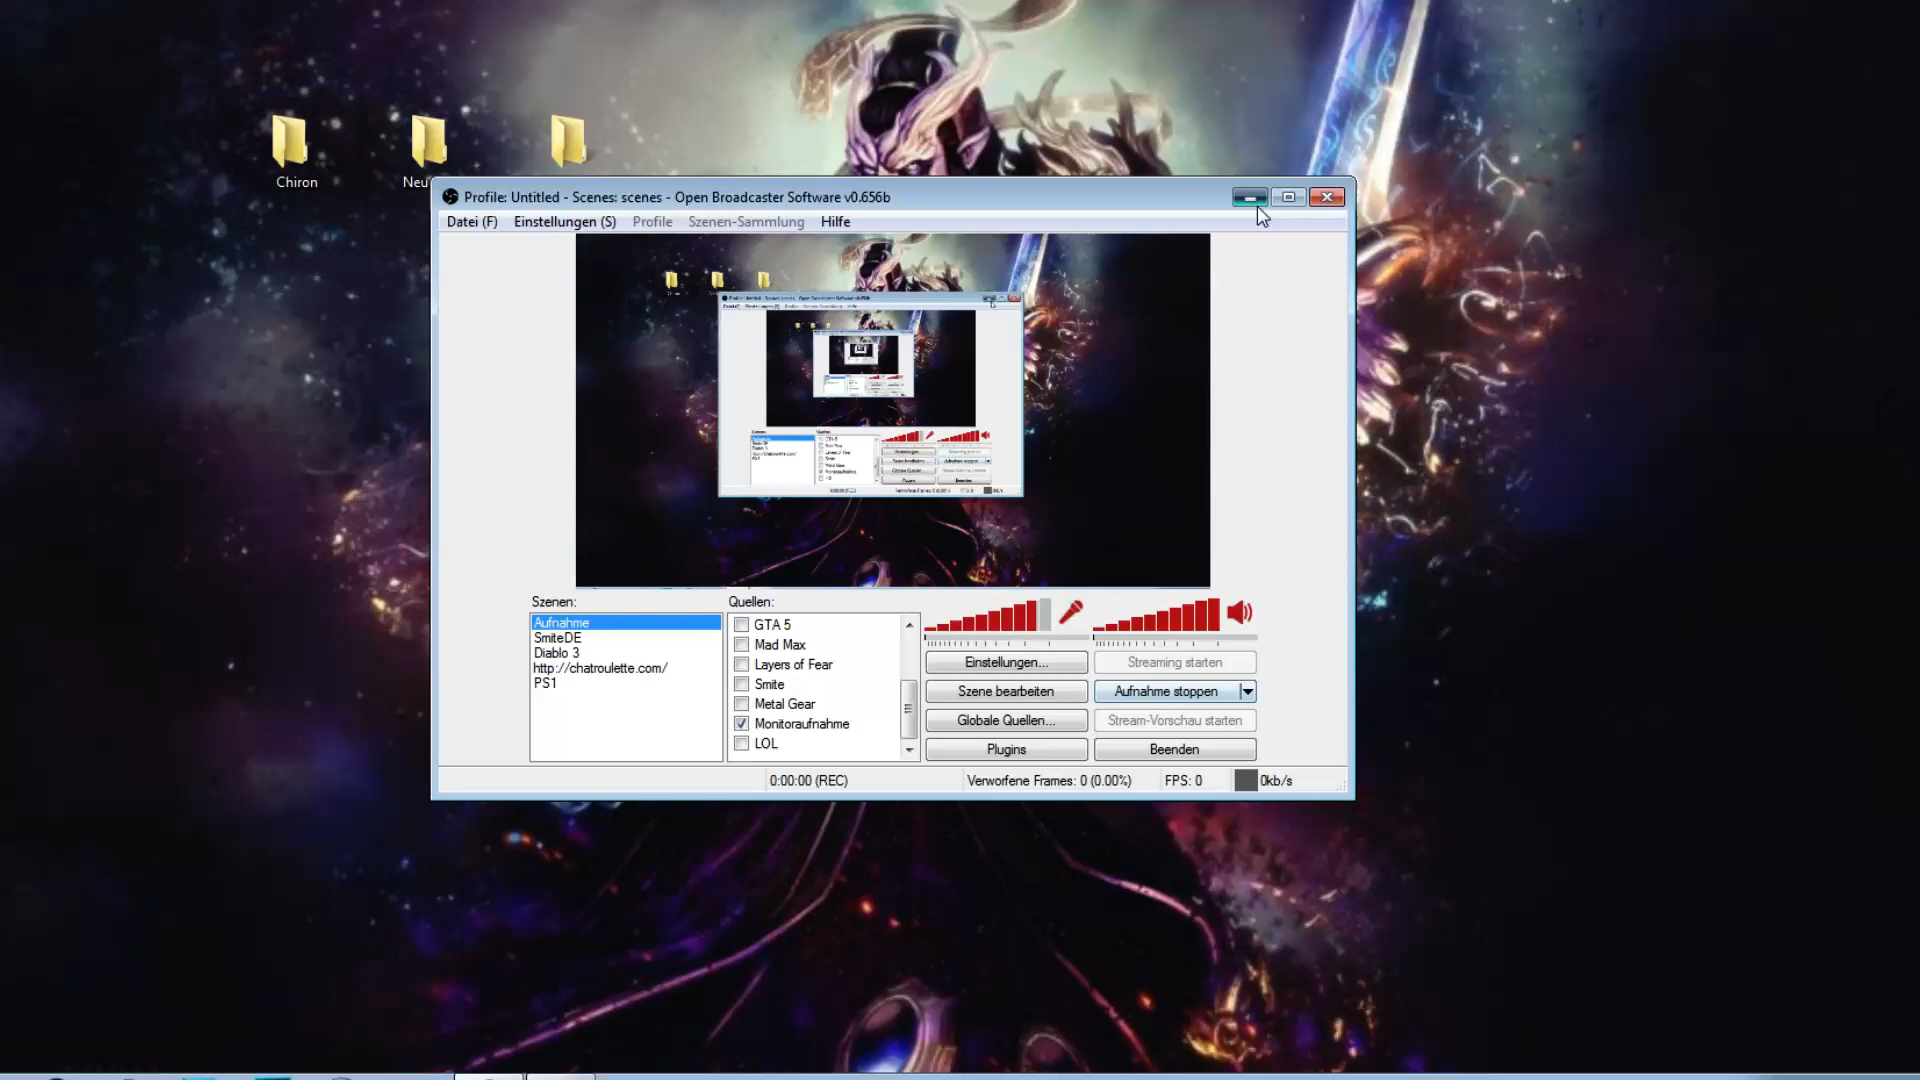 Chiron
Neu
Profile: Untitled - Scenes: scenes - Open Broadcaster Software v0.656b
Datei (F) Einstellungen (S) Profile Szenen-Sammlung Hilfe
Szenen:
Aufnahme
SmiteDE
Diablo 3
http://chatroulette.com/
PS1
Quellen:
GTA 5
Mad Max
Layers of Fear
Smite
Metal Gear
Monitoraufnahme
LOL
Einstellungen... Streaming starten
Szene bearbeiten Aufnahme stoppen
Globale Quellen... Stream-Vorschau starten
Plugins Beenden
0:00:00 (REC) Verworfene Frames: 0 (0.00%) FPS: 0 0kb/s